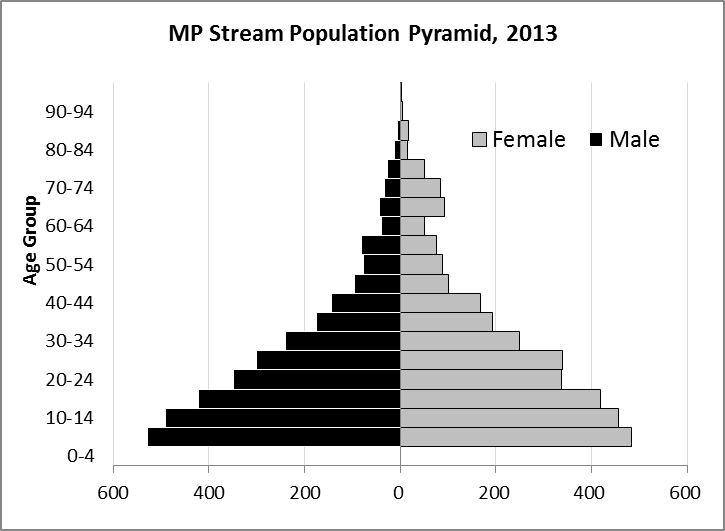 MP Stream Population Pyramid, 2013
Female Male
Age Group
90-94
80-84
70-74
60-64
50-54
40-44
30-34
20-24
10-14
0-4
600 400 200 0 200 400 600